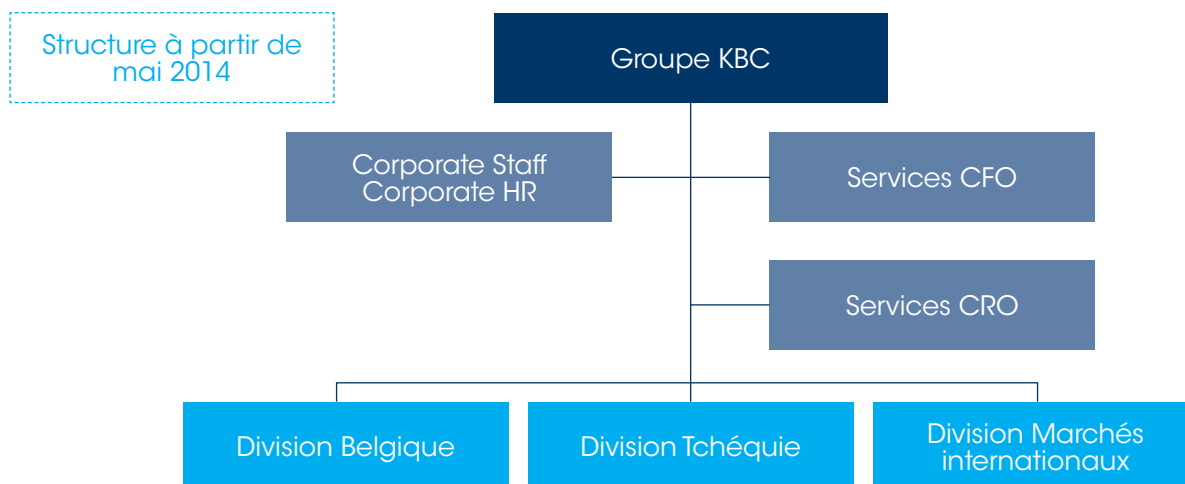 Structure à partir de
mai 2014
Groupe KBC
Corporate Staff
Corporate HR
Services CFO
Services CRO
Division Belgique
Division Tchéquie
Division Marchés
internationaux